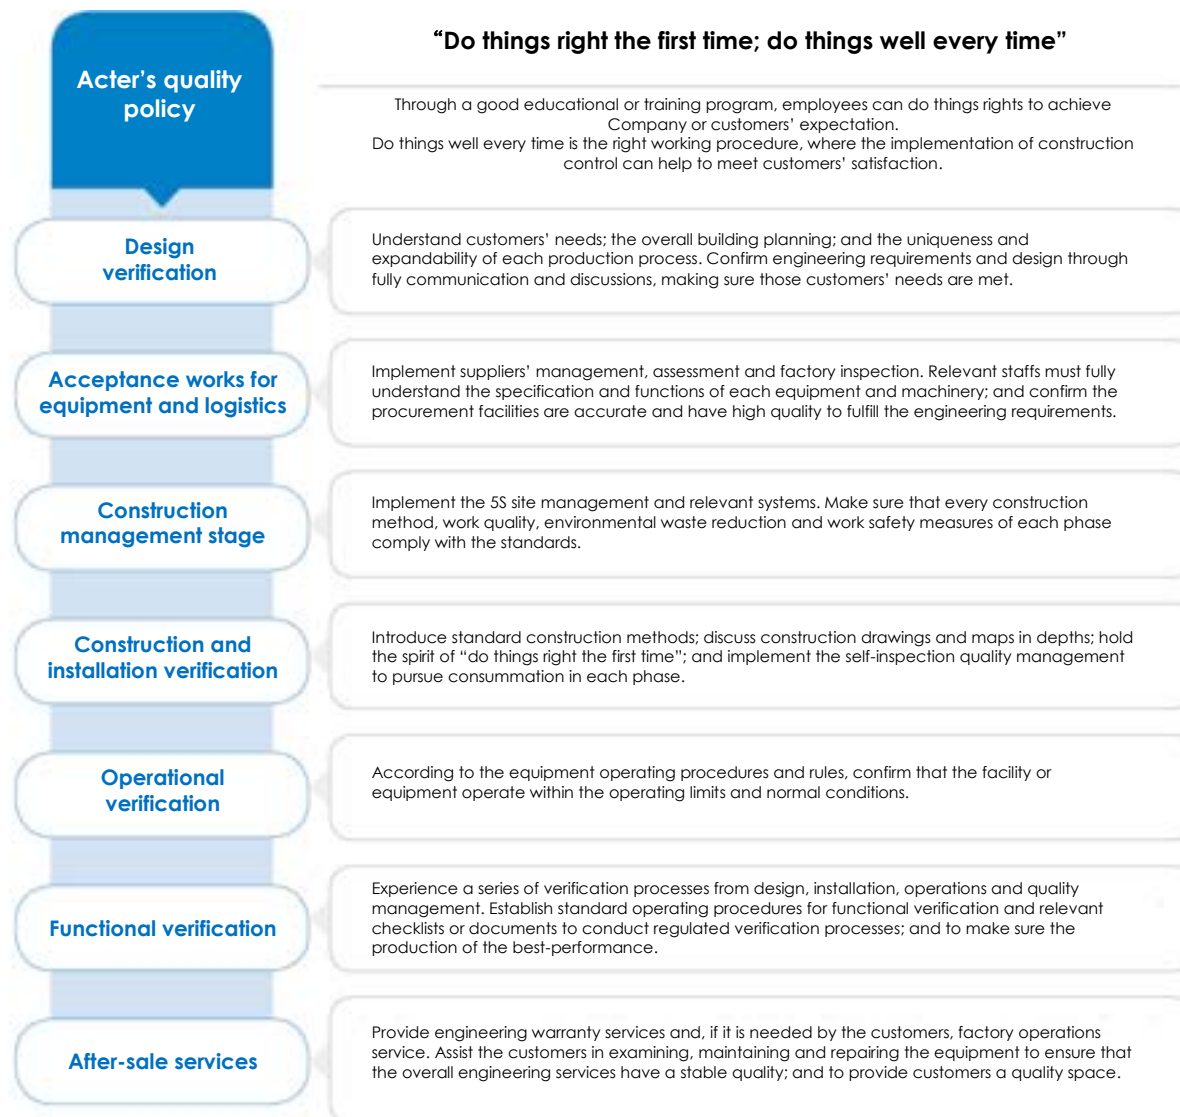 Acter's quality
policy
“Do things right the first time; do things well every time”
Through a good educational or training program, employees can do things rights to achieve
Company or customers' expectation.
Do things well every time is the right working procedure, where the implementation of construction
control can help to meet customers' satisfaction.
Design
verification
Understand customers' needs; the overall building planning; and the uniqueness and
expandability of each production process. Confirm engineering requirements and design through
fully communication and discussions, making sure those customers' needs are met.
Acceptance works for
equipment and logistics
Implement suppliers' management, assessment and factory inspection. Relevant staffs must fully
understand the specification and functions of each equipment and machinery; and confirm the
procurement facilities are accurate and have high quality to fulfill the engineering requirements.
Construction
management stage
Implement the 5S site management and relevant systems. Make sure that every construction
method, work quality, environmental waste reduction and work safety measures of each phase
comply with the standards.
Construction and
installation verification
Introduce standard construction methods; discuss construction drawings and maps in depths; hold
the spirit of “do things right the first time”; and implement the self-inspection quality management
to pursue consummation in each phase.
Operational
verification
According to the equipment operating procedures and rules, confirm that the facility or
equipment operate within the operating limits and normal conditions.
Functional verification
Experience a series of verification processes from design, installation, operations and quality
management. Establish standard operating procedures for functional verification and relevant
checklists or documents to conduct regulated verification processes; and to make sure the
production of the best-performance.
After-sale services
Provide engineering warranty services and, if it is needed by the customers, factory operations
service. Assist the customers in examining, maintaining and repairing the equipment to ensure that
the overall engineering services have a stable quality; and to provide customers a quality space.